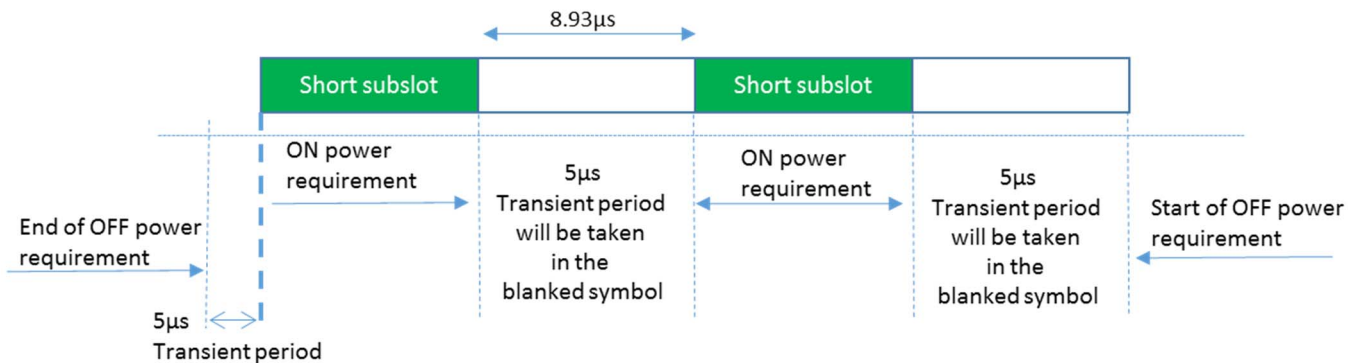 8.93µs
Short subslot
Short subslot
ON power
requirement
5µs
Transient period
will be taken
in the
blanked symbol
ON power
requirement
5µs
Transient period
will be taken
in the
blanked symbol
Start of OFF power
requirement
End of OFF power
requirement
5µs
Transient period